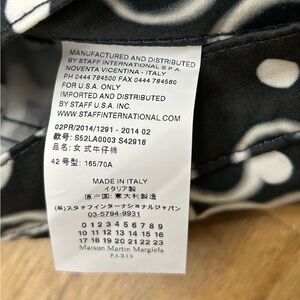 MANUFACTURED AND DISTRIBUTED
BY STAFF INTERNATIONAL S.P.A.
NOVENTA VICENTINA - ITALY
PH 0444 784500 FAX 0444 784580
FOR U.S.A. ONLY
IMPORTED AND DISTRIBUTED
BY STAFF U.S.A. INC.
WWW.STAFFINTERNATIONAL.COM
02PR/2014/1291 - 2014 02
款号: S52LA0003 S42918
品名: 女式牛仔裤
42 号型: 165/70A
MADE IN ITALY
イタリア製
原产国: 意大利製造
(株)スタッフインターナショナルジャパン
03-5794-9931
0 1 2 3 4 5 6 7 8 9
10 11 12 13 14 15 16
17 18 19 20 21 22 23
Maison Martin Margiela
PARIS